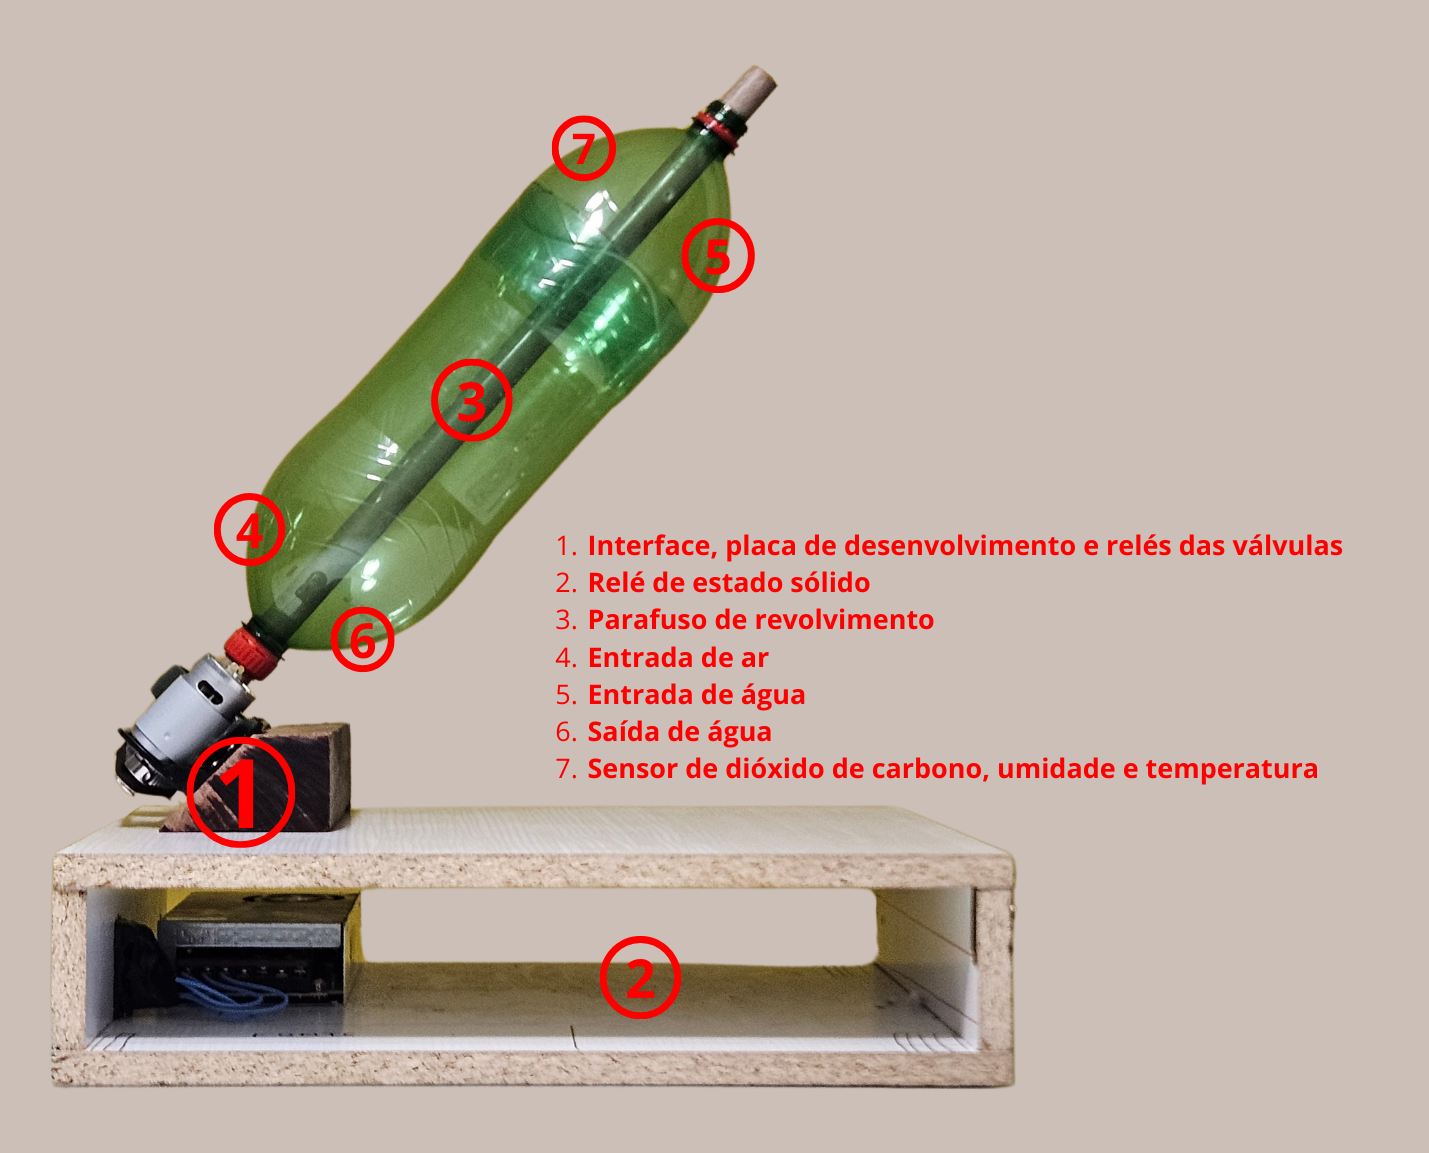 7
5
3
4
6
1. Interface, placa de desenvolvimento e relés das válvulas
2. Relé de estado sólido
3. Parafuso de revolvimento
4. Entrada de ar
5. Entrada de água
6. Saída de água
7. Sensor de dióxido de carbono, umidade e temperatura
1
2